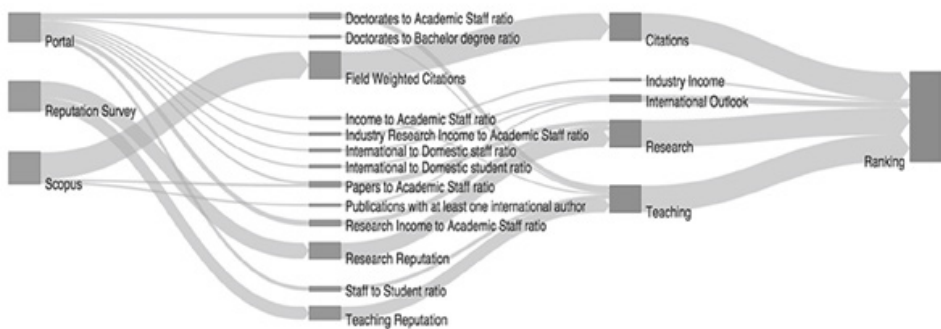 Portal
Reputation Survey
Scopus
Doctorates to Academic Staff ratio
Doctorates to Bachelor degree ratio
Field Weighted Citations
Income to Academic Staff ratio
Industry Research Income to Academic Staff ratio
International to Domestic staff ratio
International to Domestic student ratio
Papers to Academic Staff ratio
Publications with at least one international author
Research Income to Academic Staff ratio
Research Reputation
Staff to Student ratio
Teaching Reputation
Citations
Industry Income
International Outlook
Research
Teaching
Ranking